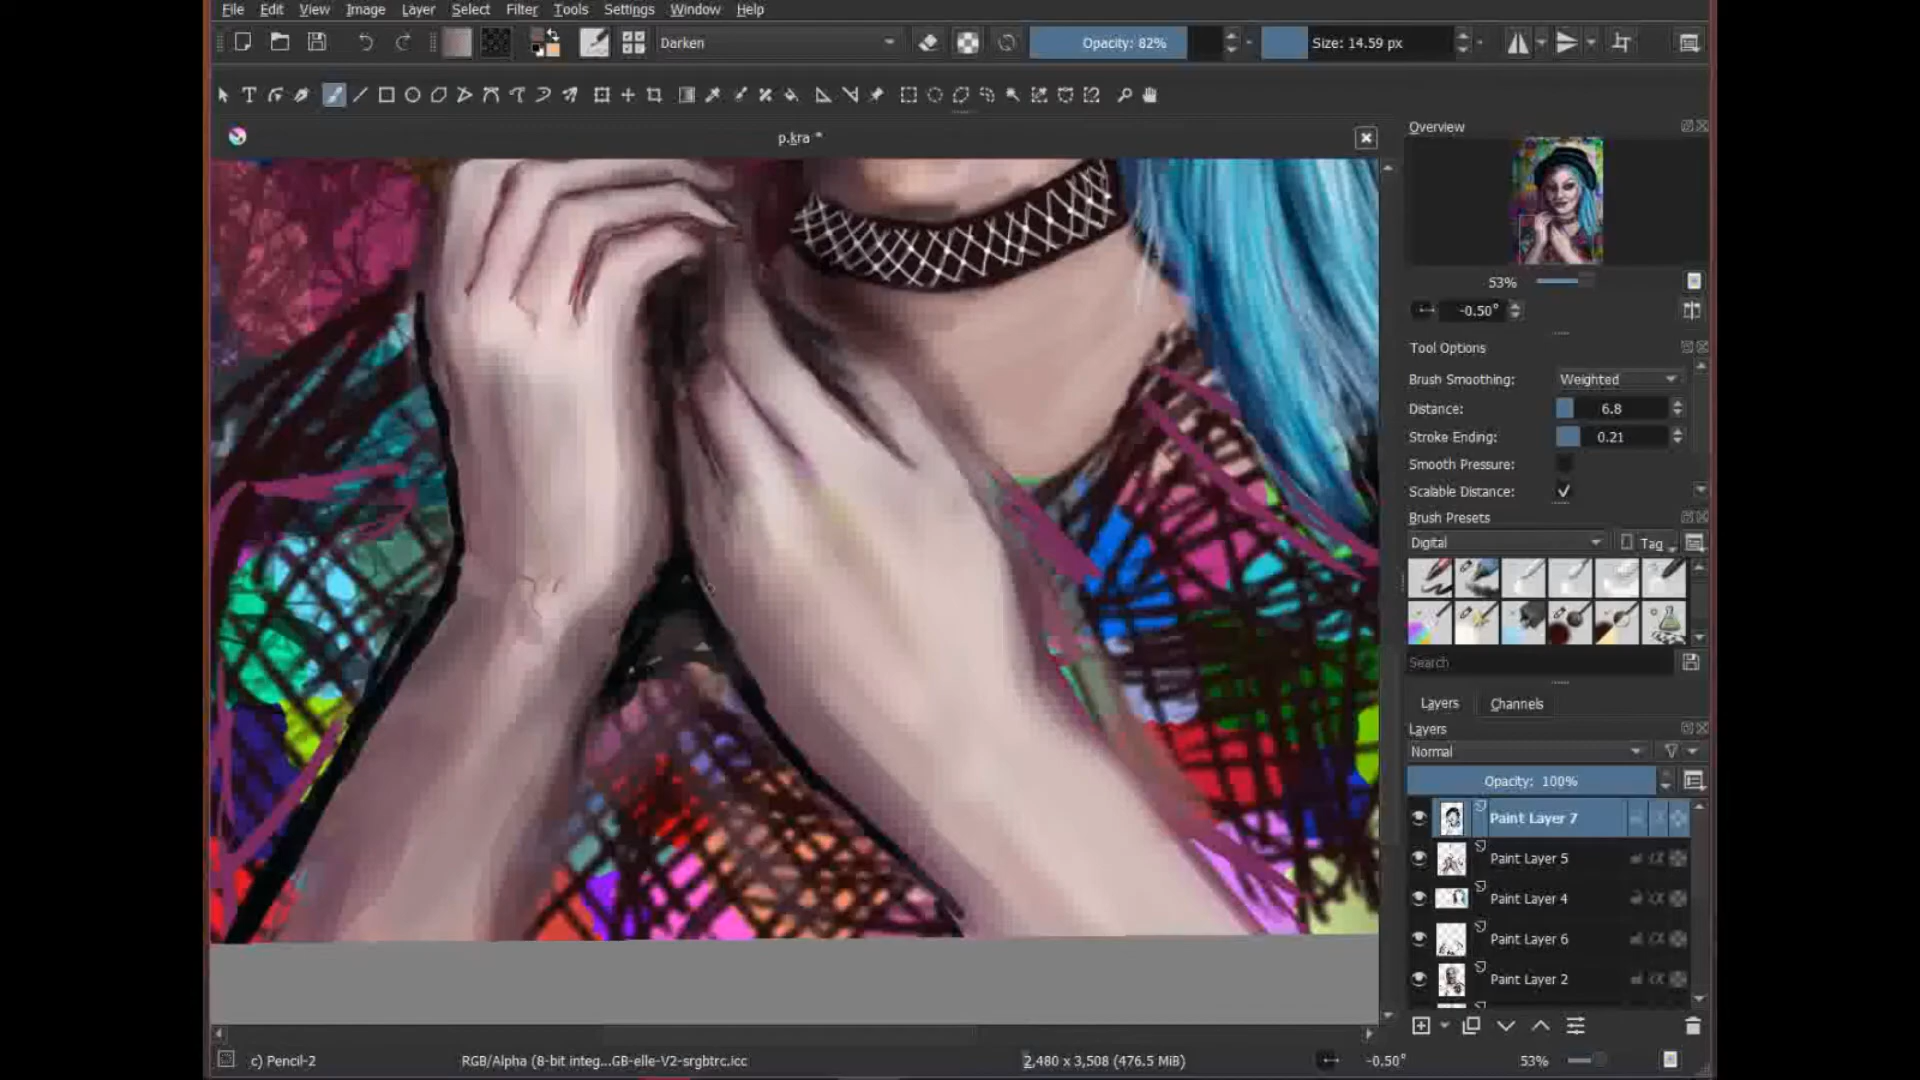 File Edit View Image Layer Select Filter Tools Settings Window Help
Darken
Opacity: 82%
Size: 14.59 px
p.kra *
Overview
53%
-0.50°
Tool Options
Brush Smoothing: Weighted
Distance: 6.8
Stroke Ending: 0.21
Smooth Pressure:
Scalable Distance:
Brush Presets
Digital
Tag
Search
Layers Channels
Layers
Normal
Opacity: 100%
Paint Layer 7
Paint Layer 5
Paint Layer 4
Paint Layer 6
Paint Layer 2
c) Pencil-2
RGB/Alpha (8-bit integ...GB-elle-V2-srgbtrc.icc
2,480 x 3,508 (476.5 MiB)
-0.50°
53%